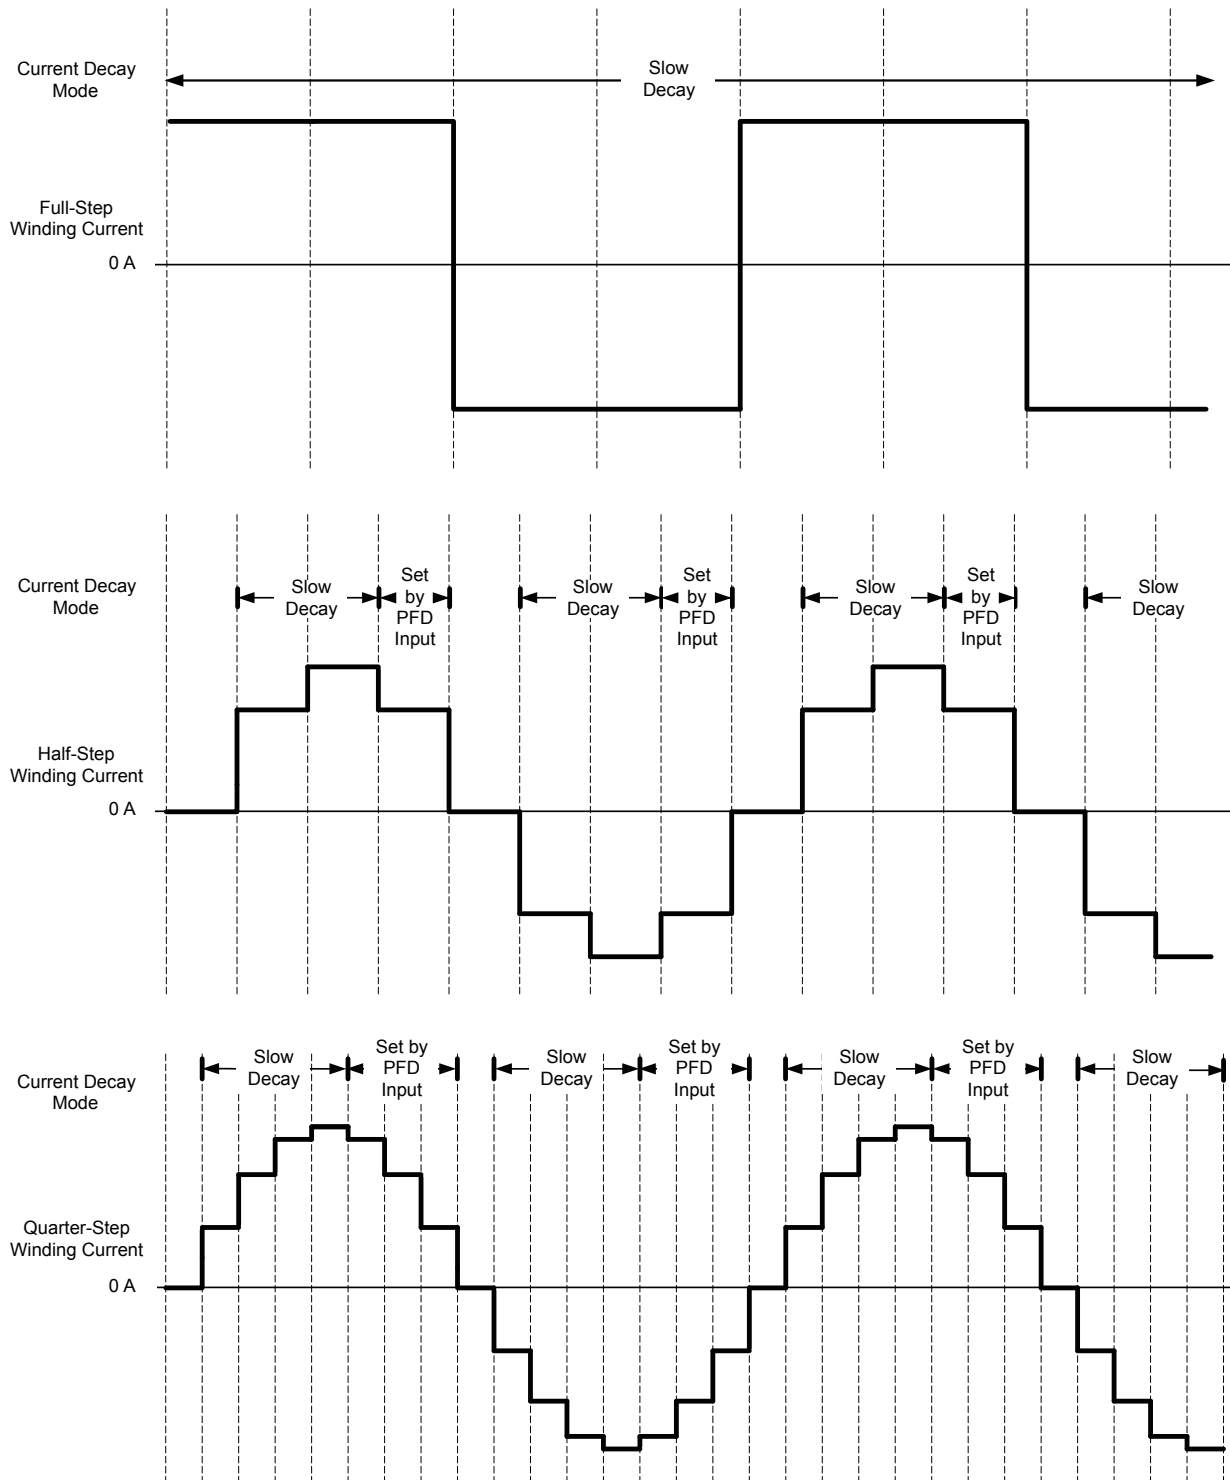 Current Decay
Mode
Slow
Decay
Full-Step
Winding Current
0 A
Current Decay
Mode
Slow
Decay
Set
by
PFD
Input
Slow
Decay
Set
by
PFD
Input
Slow
Decay
Set
by
PFD
Input
Slow
Decay
Half-Step
Winding Current
0 A
Current Decay
Mode
Slow
Decay
Set by
PFD
Input
Slow
Decay
Set by
PFD
Input
Slow
Decay
Set by
PFD
Input
Slow
Decay
Quarter-Step
Winding Current
0 A